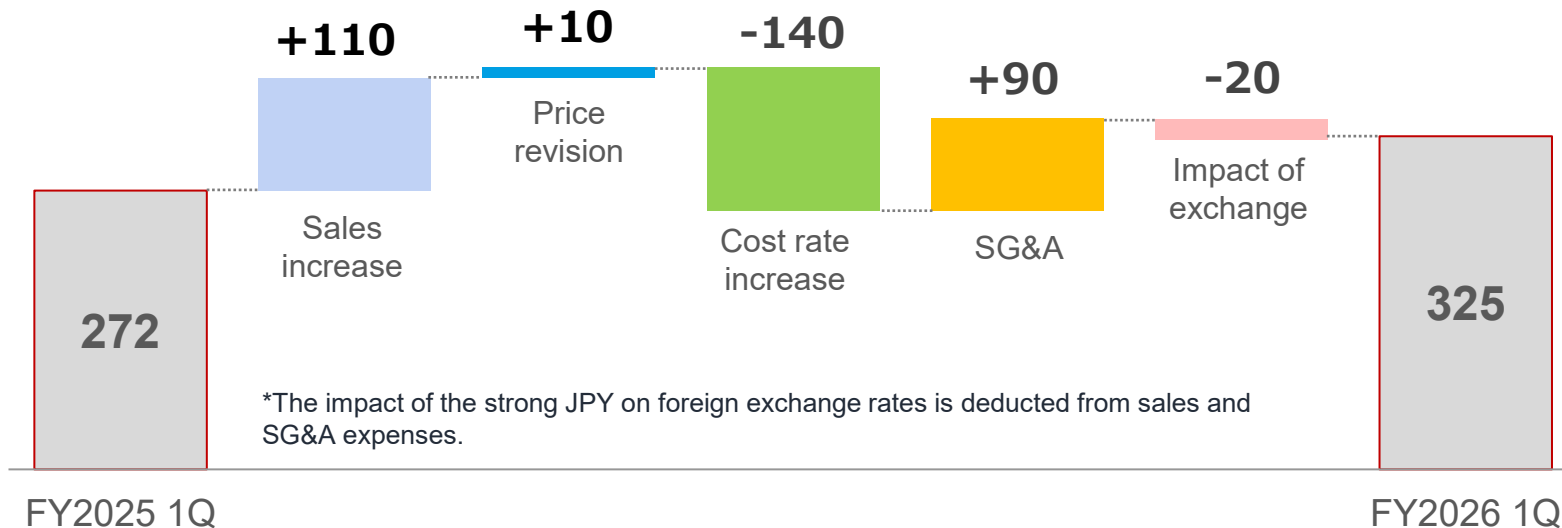 +110
+10
-140
+90
-20
Price
revision
Impact of
exchange
Sales
increase
Cost rate
increase
SG&A
272
325
*The impact of the strong JPY on foreign exchange rates is deducted from sales and
SG&A expenses.
FY2025 1Q
FY2026 1Q